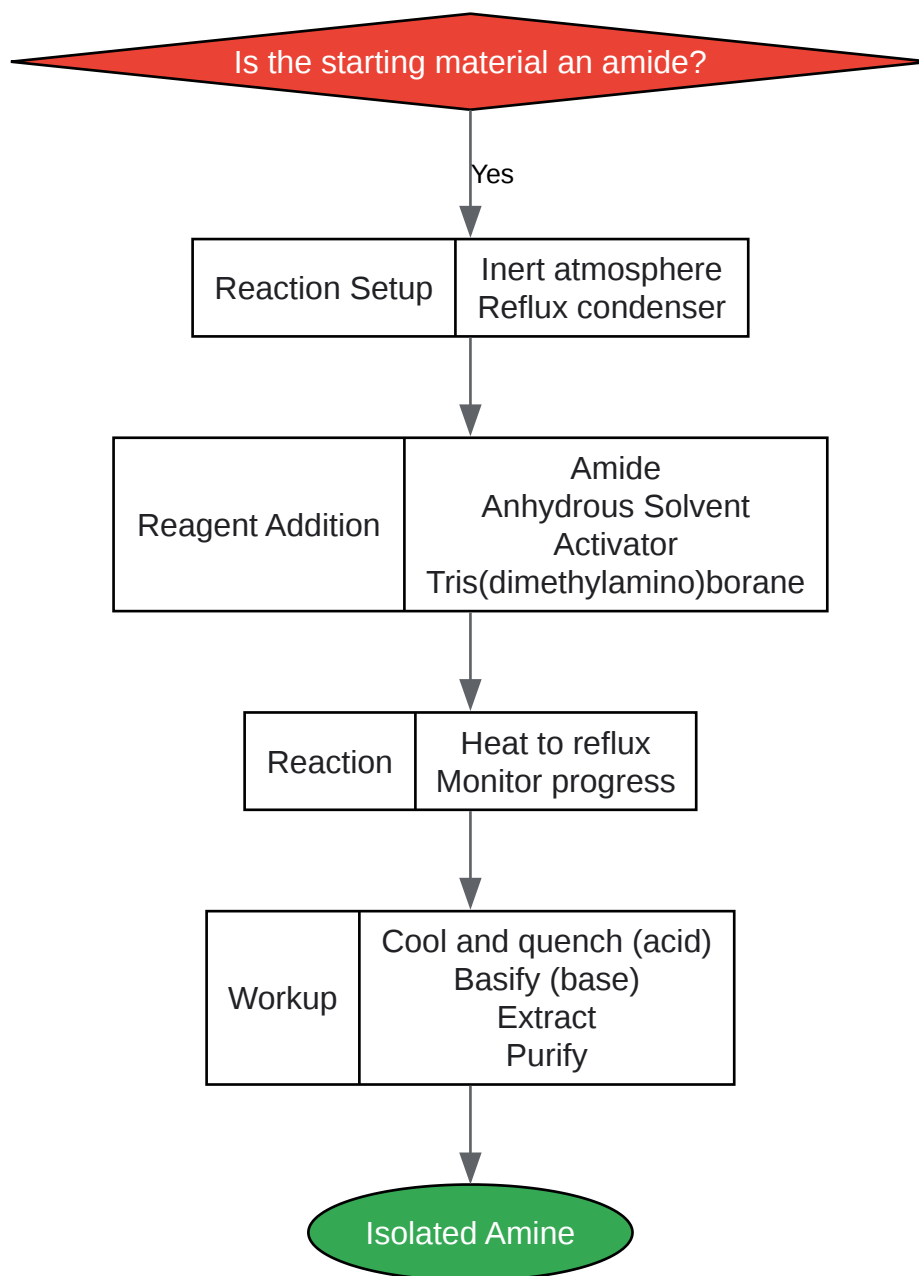 Is the starting material an amide?
Yes
Reaction Setup
Inert atmosphere
Reflux condenser
Reagent Addition
Amide
Anhydrous Solvent
Activator
Tris(dimethylamino)borane
Reaction
Heat to reflux
Monitor progress
Workup
Cool and quench (acid)
Basify (base)
Extract
Purify
Isolated Amine